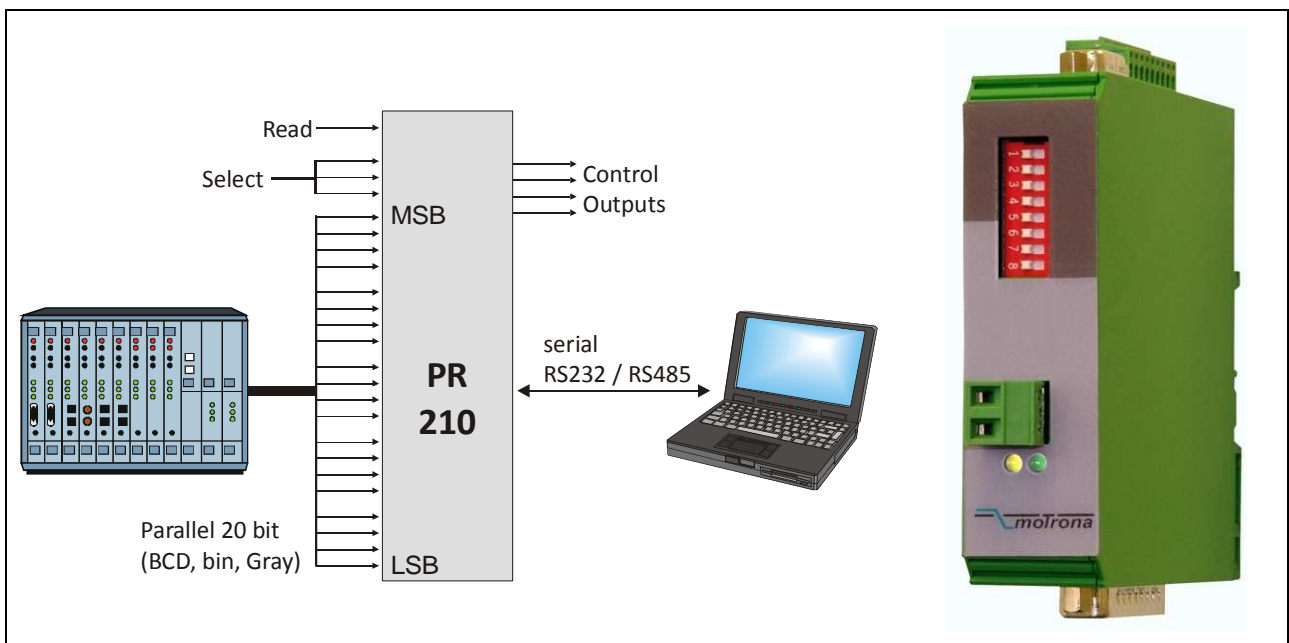 Read
Select
MSB
Control
Outputs
PR
210
serial
RS232 / RS485
Parallel 20 bit
(BCD, bin, Gray)
LSB
1
2
3
4
5
6
7
8
motrona